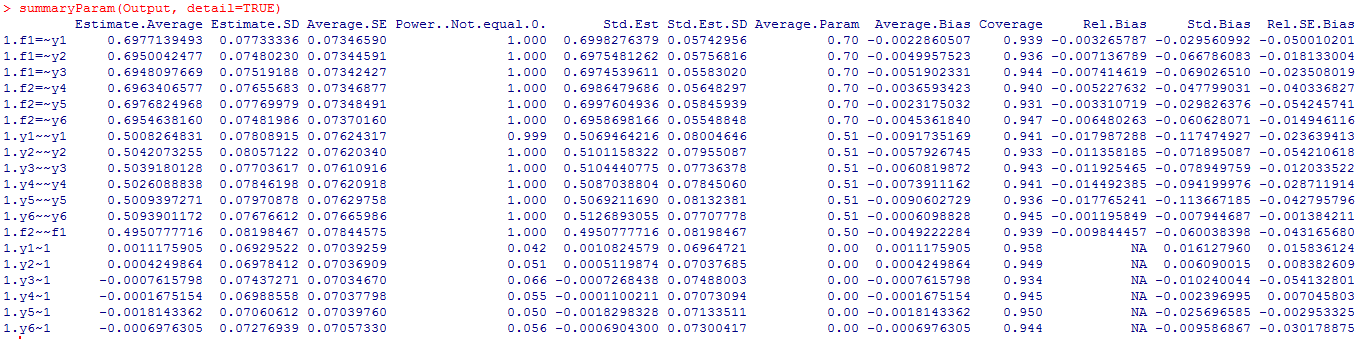 > summaryParam(Output, detail=TRUE)
Estimate.Average Estimate.SD Average.SE Power..Not.equal.0. Std.Est Std.Est.SD Average.Param Average.Bias Coverage Rel.Bias Std.Bias Rel.SE.Bias
1.f1=~y1 0.6977139493 0.07733336 0.07346590 1.000 0.6998276379 0.05742956 0.70 -0.0022860507 0.939 -0.003265787 -0.029560992 -0.050010201
1.f1=~y2 0.6950042477 0.07480230 0.07344591 1.000 0.6975481262 0.05756816 0.70 -0.0049957523 0.936 -0.007136789 -0.066786083 -0.018133004
1.f1=~y3 0.6948097669 0.07519188 0.07342427 1.000 0.6974539611 0.05583020 0.70 -0.0051902331 0.944 -0.007414619 -0.069026510 -0.023508019
1.f2=~y4 0.6963406577 0.07655683 0.07346877 1.000 0.6986479686 0.05648297 0.70 -0.0036593423 0.940 -0.005227632 -0.047799031 -0.040336827
1.f2=~y5 0.6976824968 0.07769979 0.07348491 1.000 0.6997604936 0.05845939 0.70 -0.0023175032 0.931 -0.003310719 -0.029826376 -0.054245741
1.f2=~y6 0.6954638160 0.07481986 0.07370160 1.000 0.6958698166 0.05548848 0.70 -0.0045361840 0.947 -0.006480263 -0.060628071 -0.014946116
1.y1~~y1 0.5008264831 0.07808915 0.07624317 0.999 0.5069464216 0.08004646 0.51 -0.0091735169 0.941 -0.017987288 -0.117474927 -0.023639413
1.y2~~y2 0.5042073255 0.08057122 0.07620340 1.000 0.5101158322 0.07955087 0.51 -0.0057926745 0.933 -0.011358185 -0.071895087 -0.054210618
1.y3~~y3 0.5039180128 0.07703617 0.07610916 1.000 0.5104440775 0.07736378 0.51 -0.0060819872 0.943 -0.011925465 -0.078949759 -0.012033522
1.y4~~y4 0.5026088838 0.07846198 0.07620918 1.000 0.5087038804 0.07845060 0.51 -0.0073911162 0.941 -0.014492385 -0.094199976 -0.028711914
1.y5~~y5 0.5009397271 0.07970878 0.07629758 1.000 0.5069211690 0.08132381 0.51 -0.0090602729 0.936 -0.017765241 -0.113667185 -0.042795796
1.y6~~y6 0.5093901172 0.07676612 0.07665986 1.000 0.5126893055 0.07707778 0.51 -0.0006098828 0.945 -0.001195849 -0.007944687 -0.001384211
1.f2~~f1 0.4950777716 0.08198467 0.07844575 1.000 0.4950777716 0.08198467 0.50 -0.0049222284 0.939 -0.009844457 -0.060038398 -0.043165680
1.y1~1 0.0011175905 0.06929522 0.07039259 0.042 0.0010824579 0.06964721 0.00 0.0011175905 0.958 NA 0.016127960 0.015836124
1.y2~1 0.0004249864 0.06978412 0.07036909 0.051 0.0005119874 0.07037685 0.00 0.0004249864 0.949 NA 0.006090015 0.008382609
1.y3~1 -0.0007615798 0.07437271 0.07034670 0.066 -0.0007268438 0.07488003 0.00 -0.0007615798 0.934 NA -0.010240044 -0.054132801
1.y4~1 -0.0001675154 0.06988558 0.07037798 0.055 -0.0001100211 0.07073094 0.00 -0.0001675154 0.945 NA -0.002396995 0.007045803
1.y5~1 -0.0018143362 0.07060612 0.07039760 0.050 -0.0018298328 0.07133511 0.00 -0.0018143362 0.950 NA -0.025696585 -0.002953325
1.y6~1 -0.0006976305 0.07276939 0.07057330 0.056 -0.0006904300 0.07300417 0.00 -0.0006976305 0.944 NA -0.009586867 -0.030178875